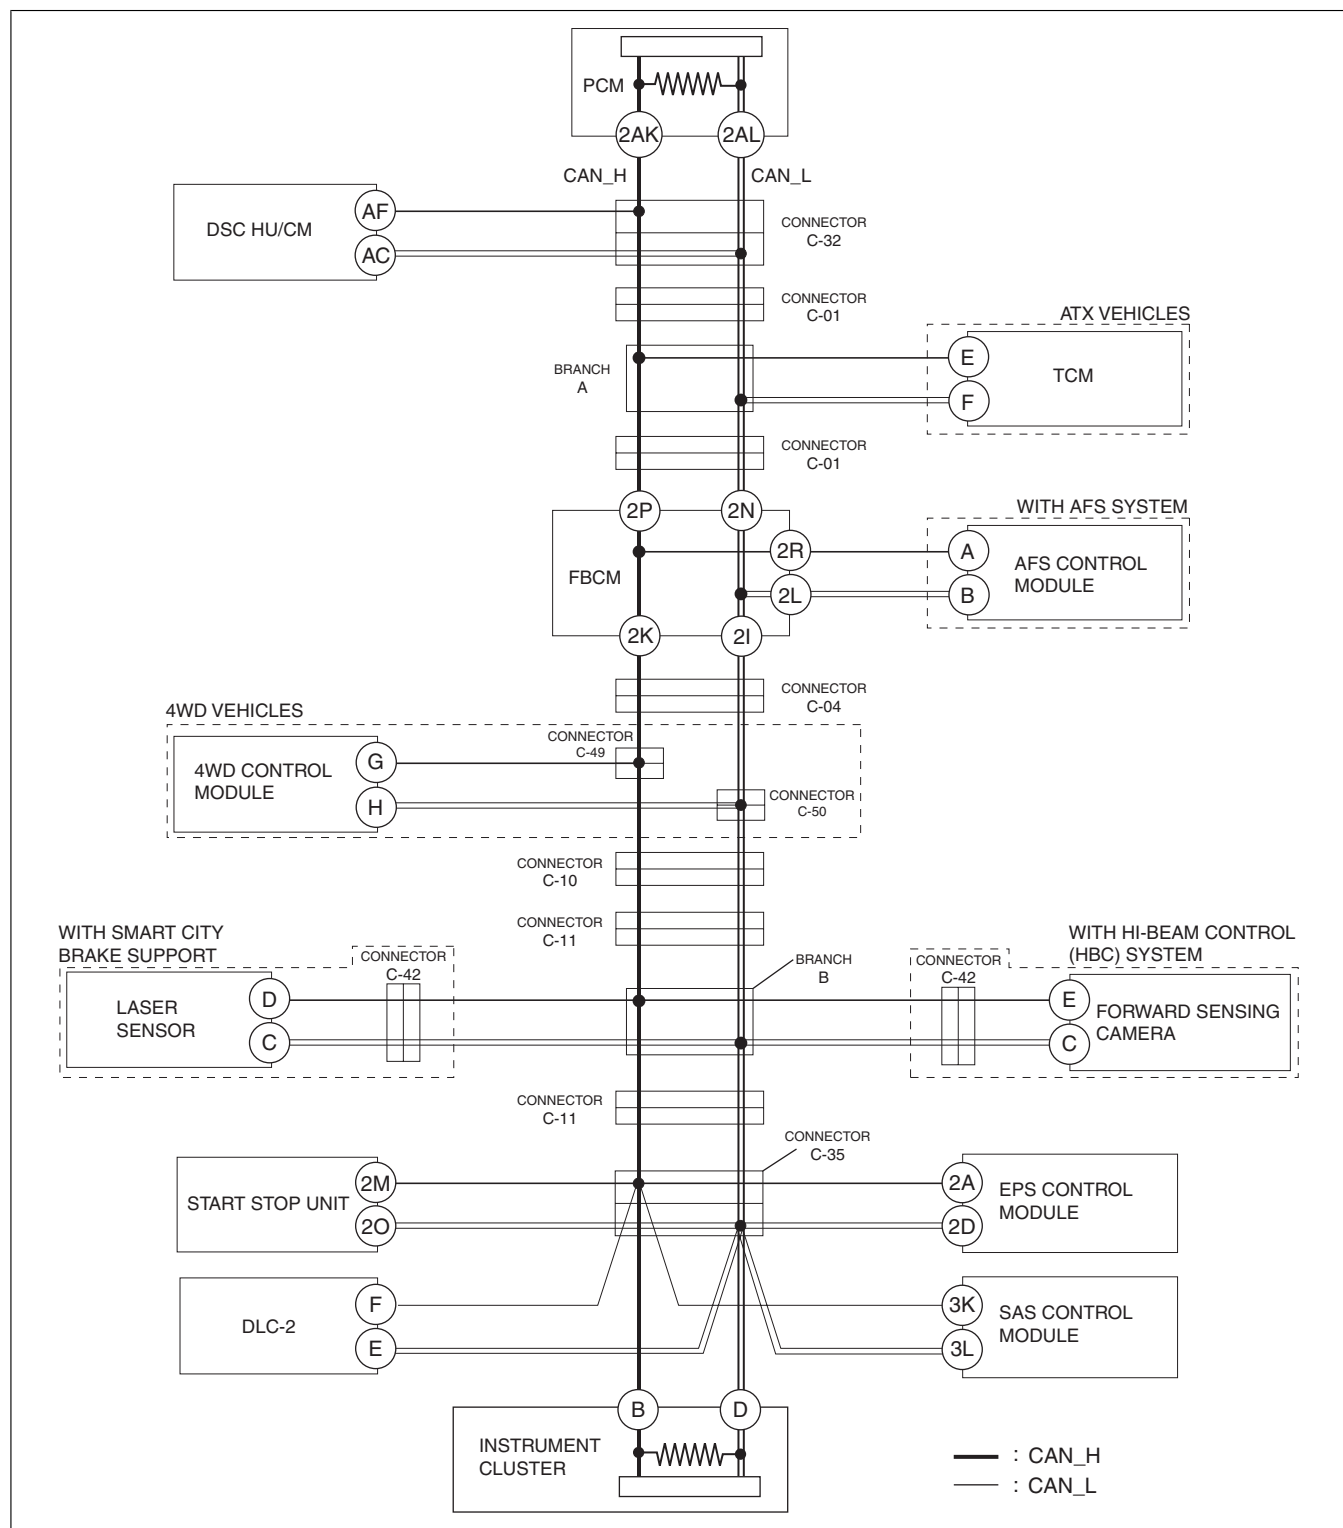 PCM
2AK
2AL
CAN_H
CAN_L
DSC HU/CM
AF
AC
CONNECTOR
C-32
CONNECTOR
C-01
ATX VEHICLES
BRANCH
A
E
F
TCM
CONNECTOR
C-01
2P
2N
WITH AFS SYSTEM
FBCM
2R
2L
A
B
AFS CONTROL
MODULE
2K
2I
CONNECTOR
C-04
4WD VEHICLES
4WD CONTROL
MODULE
G
H
CONNECTOR
C-49
CONNECTOR
C-50
CONNECTOR
C-10
CONNECTOR
C-11
WITH SMART CITY
BRAKE SUPPORT
CONNECTOR
C-42
LASER
SENSOR
D
C
BRANCH
B
WITH HI-BEAM CONTROL
(HBC) SYSTEM
CONNECTOR
C-42
E
C
FORWARD SENSING
CAMERA
CONNECTOR
C-11
CONNECTOR
C-35
START STOP UNIT
2M
2O
2A
2D
EPS CONTROL
MODULE
DLC-2
F
E
3K
3L
SAS CONTROL
MODULE
B
D
INSTRUMENT
CLUSTER
: CAN_H
: CAN_L